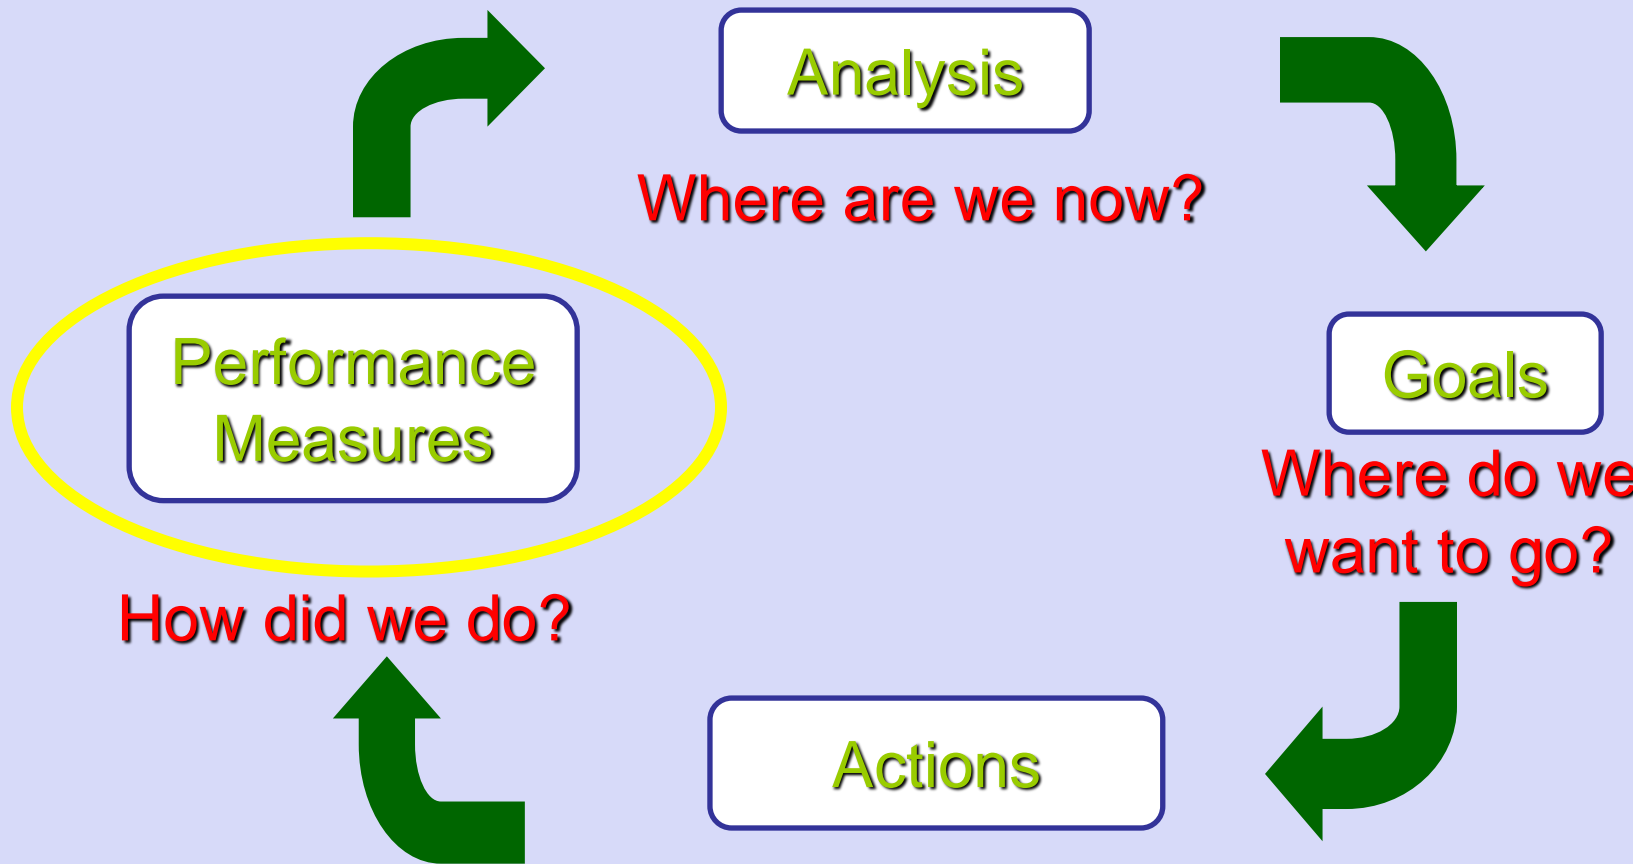 Analysis
Where are we now?
Performance
Measures
Goals
Where do we
want to go?
How did we do?
Actions